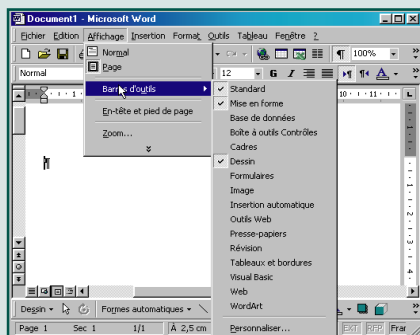 Document1 - Microsoft Word
Fichier Edition Affichage Insertion Format Outils Tableau Fenêtre ?
Normal
Page
100%
Normal
12
G I
Barres d'outils
Standard
10 · 11
Mise en forme
En-tête et pied de page
Base de données
Zoom...
Boîte à outils Contrôles
Cadres
Dessin
Formulaires
Image
Insertion automatique
Outils Web
Presse-papiers
Révision
Tableaux et bordures
Visual Basic
Web
WordArt
Dessin Formes automatiques
Page 1 Sec 1 1/1 À 2,5 cm
Personnaliser...
EXT RFP Fra